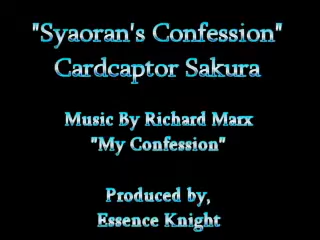 "Syaoran's Confession"
Cardcaptor Sakura
Music By Richard Marx
"My Confession"
Produced by,
Essence Knight